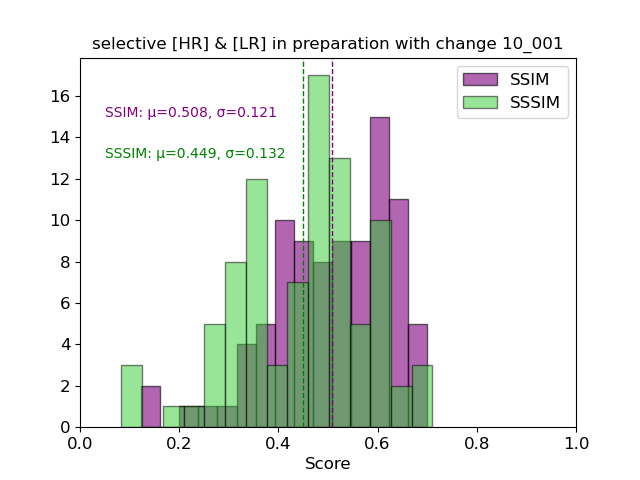 selective [HR] & [LR] in preparation with change 10_001
SSIM
SSSIM
SSIM: μ=0.508, σ=0.121
SSSIM: μ=0.449, σ=0.132
16
14
12
10
8
6
4
2
0
0.0 0.2 0.4 0.6 0.8 1.0
Score